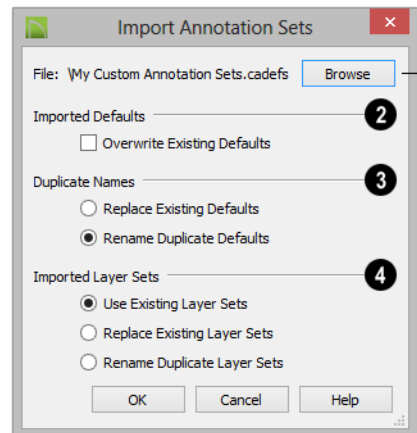 Import Annotation Sets
File: \My Custom Annotation Sets.cadefs Browse
Imported Defaults 2
Overwrite Existing Defaults
Duplicate Names 3
Replace Existing Defaults
Rename Duplicate Defaults
Imported Layer Sets 4
Use Existing Layer Sets
Replace Existing Layer Sets
Rename Duplicate Layer Sets
OK Cancel Help